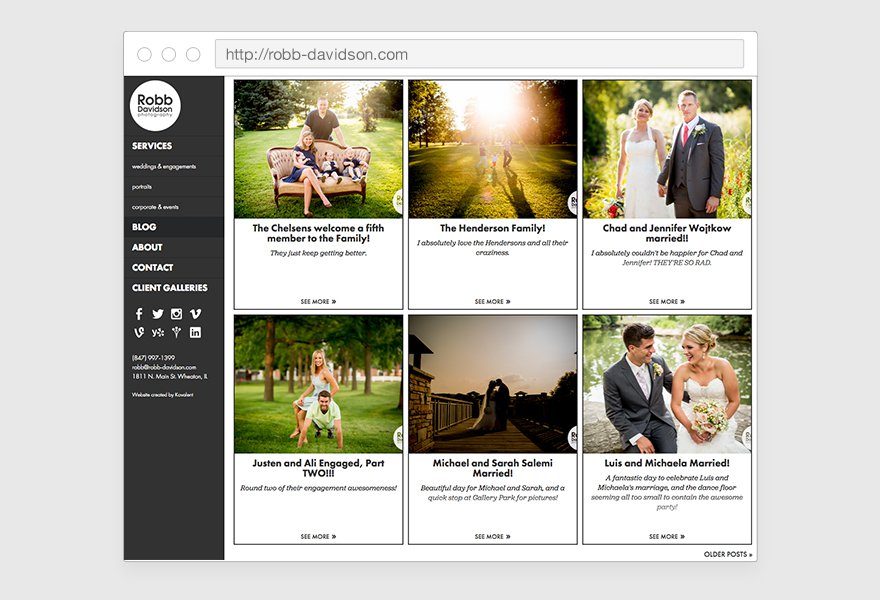 http://robb-davidson.com
Robb
Davidson
photography
SERVICES
weddings & engagements
portraits
corporate & events
BLOG
ABOUT
CONTACT
CLIENT GALLERIES
(847) 997-1399
robb@robb-davidson.com
1811 N. Main St. Wheaton, IL
Website created by Kovalent
The Chelsens welcome a fifth
member to the Family!
They just keep getting better.
SEE MORE »
The Henderson Family!
I absolutely love the Hendersons and all their
craziness.
SEE MORE »
Chad and Jennifer Wojtkow
married!!
I absolutely couldn't be happier for Chad and
Jennifer! THEY'RE SO RAD.
SEE MORE »
Justen and Ali Engaged, Part
TWO!!!
Round two of their engagement awesomeness!
SEE MORE »
Michael and Sarah Salemi
Married!
Beautiful day for Michael and Sarah, and a
quick stop at Gallery Park for pictures!
SEE MORE »
Luis and Michaela Married!
A fantastic day to celebrate Luis and
Michaela's marriage, and the dance floor
seeming all too small to contain the awesome
party!
SEE MORE »
OLDER POSTS »